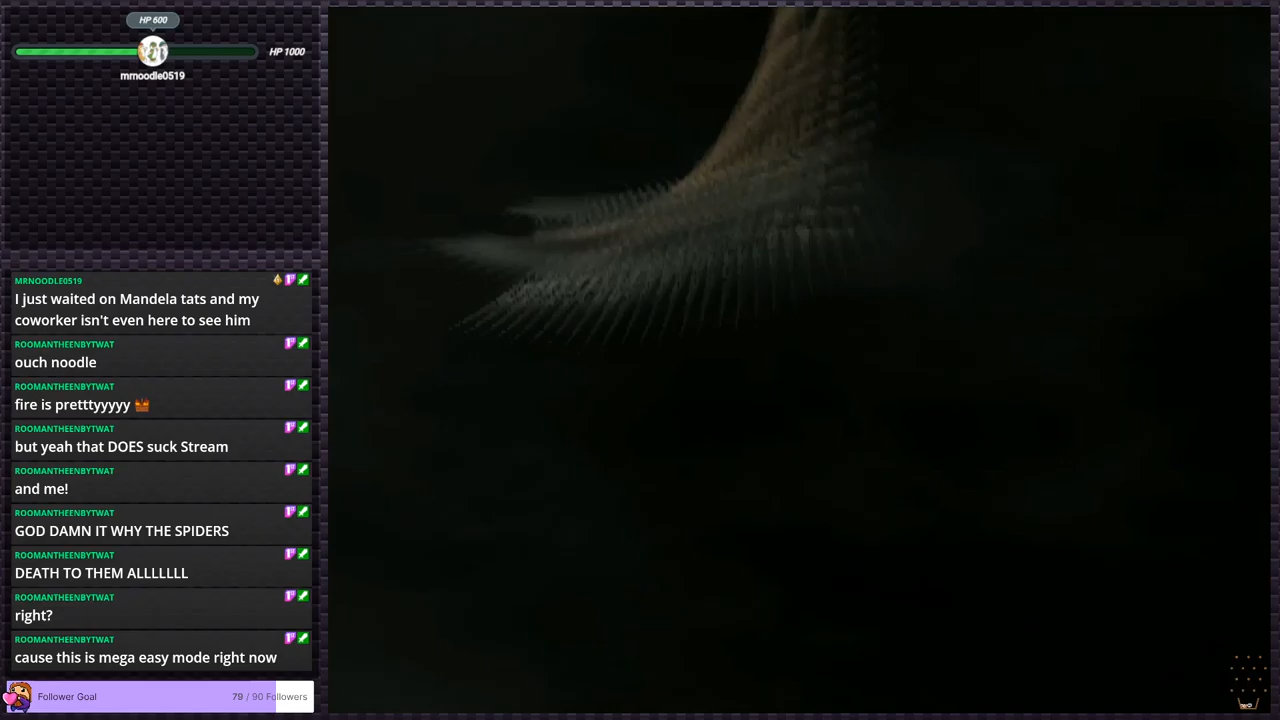 HP 600
HP 1000
mrnoodle0519
MRNOODLE0519
I just waited on Mandela tats and my
coworker isn't even here to see him
ROOMANTHEENBYTWAT
ouch noodle
ROOMANTHEENBYTWAT
fire is pretttyyyyy
ROOMANTHEENBYTWAT
but yeah that DOES suck Stream
ROOMANTHEENBYTWAT
and me!
ROOMANTHEENBYTWAT
GOD DAMN IT WHY THE SPIDERS
ROOMANTHEENBYTWAT
DEATH TO THEM ALLLLLLL
ROOMANTHEENBYTWAT
right?
ROOMANTHEENBYTWAT
cause this is mega easy mode right now
Follower Goal 79 / 90 Followers